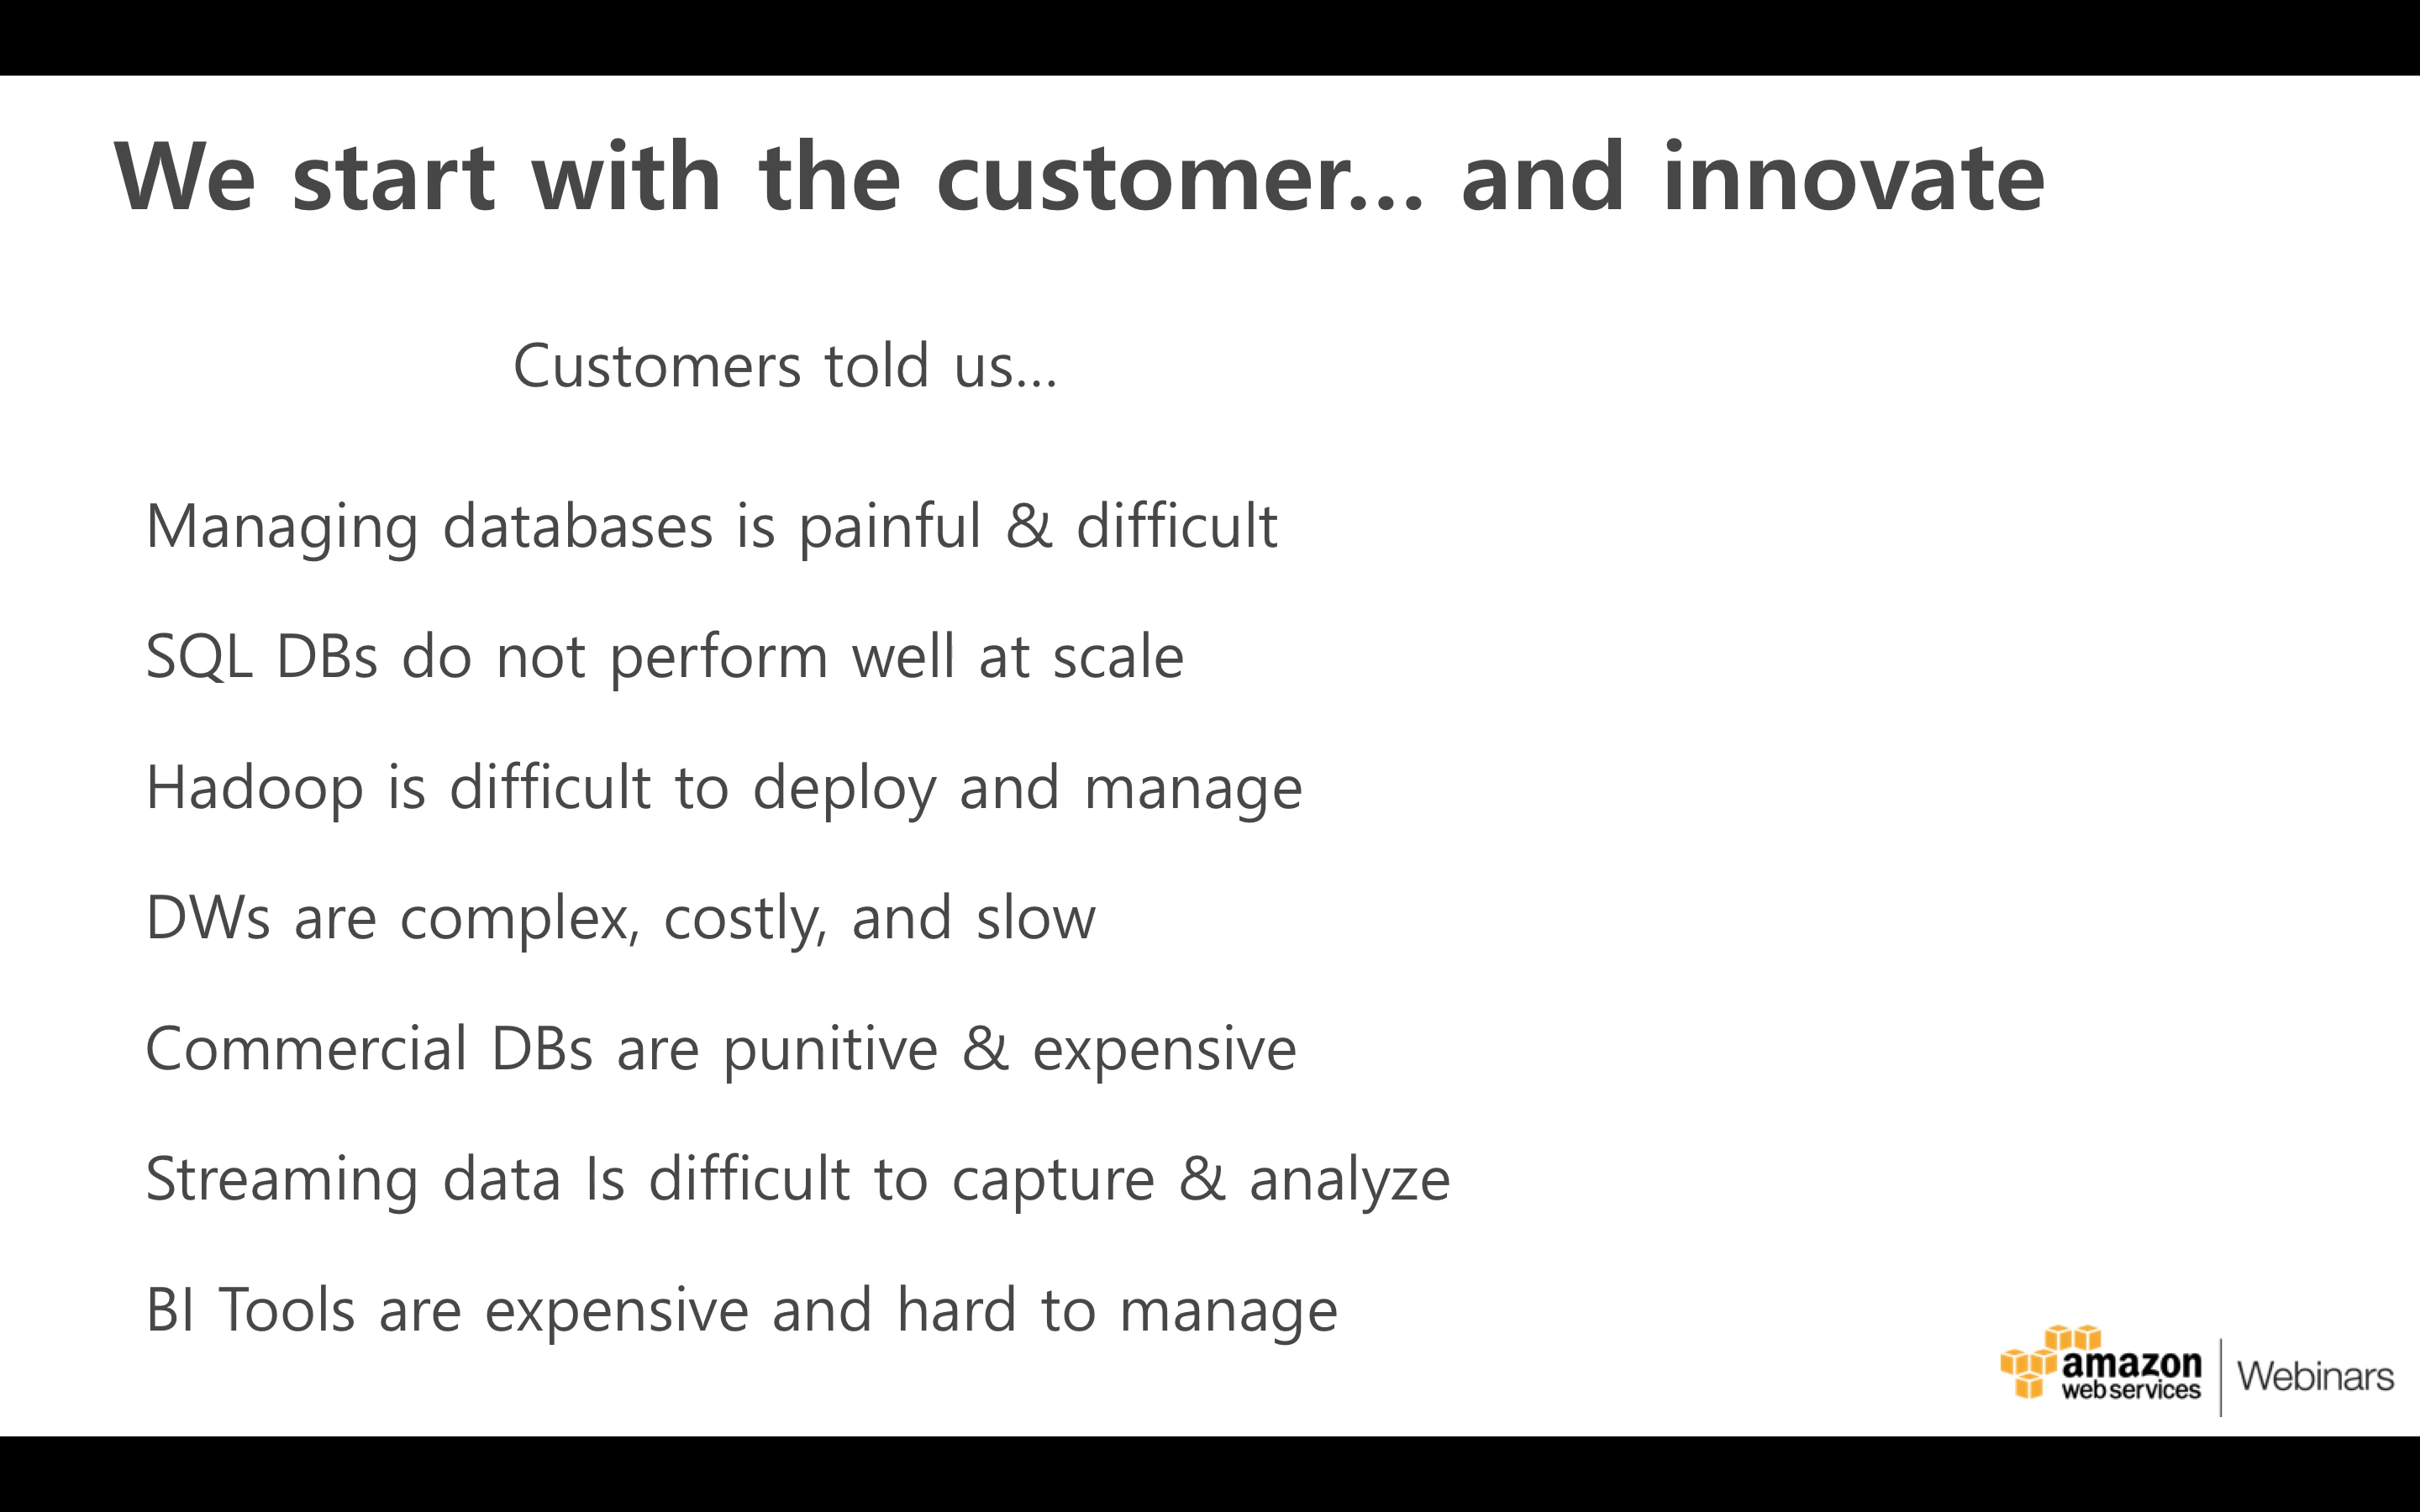 We start with the customer... and innovate
Customers told us...
Managing databases is painful & difficult
SQL DBs do not perform well at scale
Hadoop is difficult to deploy and manage
DWs are complex, costly, and slow
Commercial DBs are punitive & expensive
Streaming data Is difficult to capture & analyze
BI Tools are expensive and hard to manage
amazon
web services
Webinars